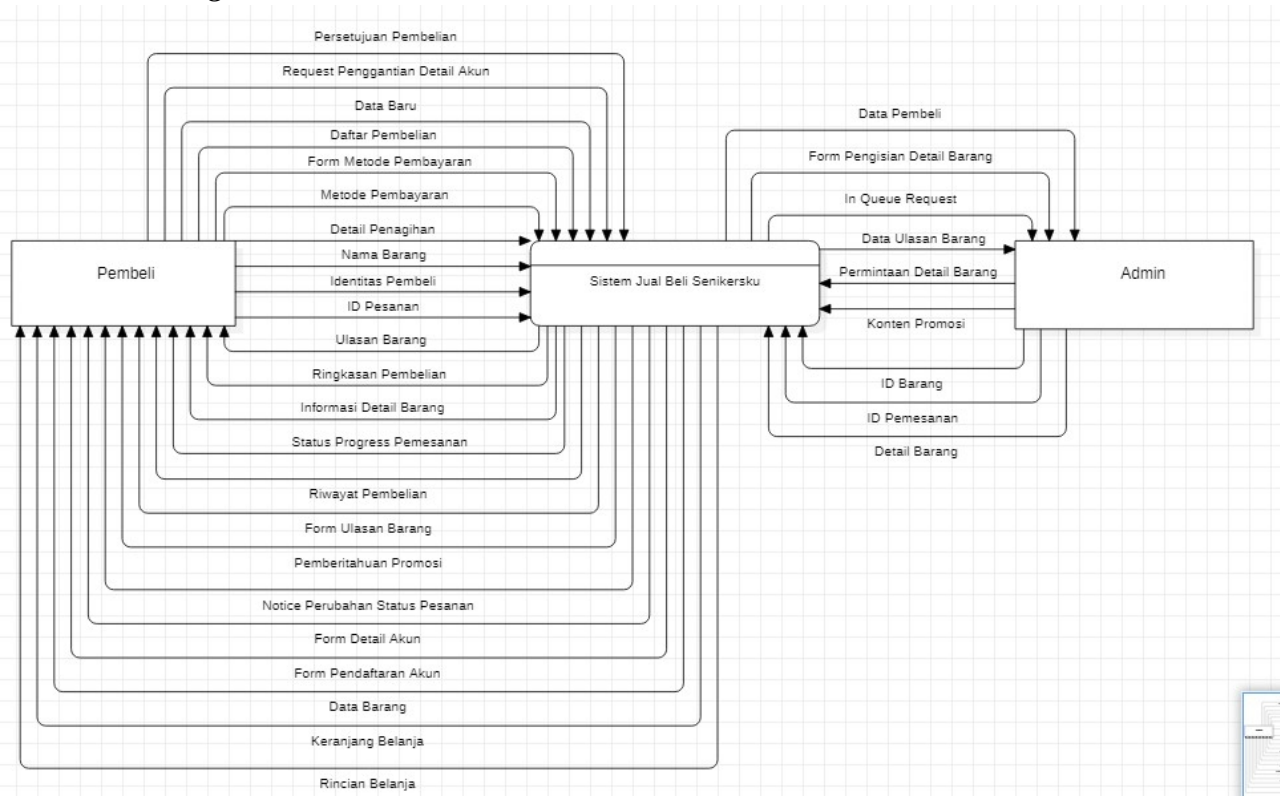 Persetujuan Pembelian
Request Penggantian Detail Akun
Data Baru
Daftar Pembelian
Form Metode Pembayaran
Metode Pembayaran
Detail Penagihan
Nama Barang
Identitas Pembeli
ID Pesanan
Pembeli
Sistem Jual Beli Senikersku
Ulasan Barang
Ringkasan Pembelian
Informasi Detail Barang
Status Progress Pemesanan
Riwayat Pembelian
Form Ulasan Barang
Pemberitahuan Promosi
Notice Perubahan Status Pesanan
Form Detail Akun
Form Pendaftaran Akun
Data Barang
Keranjang Belanja
Rincian Belanja
Data Pembeli
Form Pengisian Detail Barang
In Queue Request
Data Ulasan Barang
Permintaan Detail Barang
Konten Promosi
Admin
ID Barang
ID Pemesanan
Detail Barang